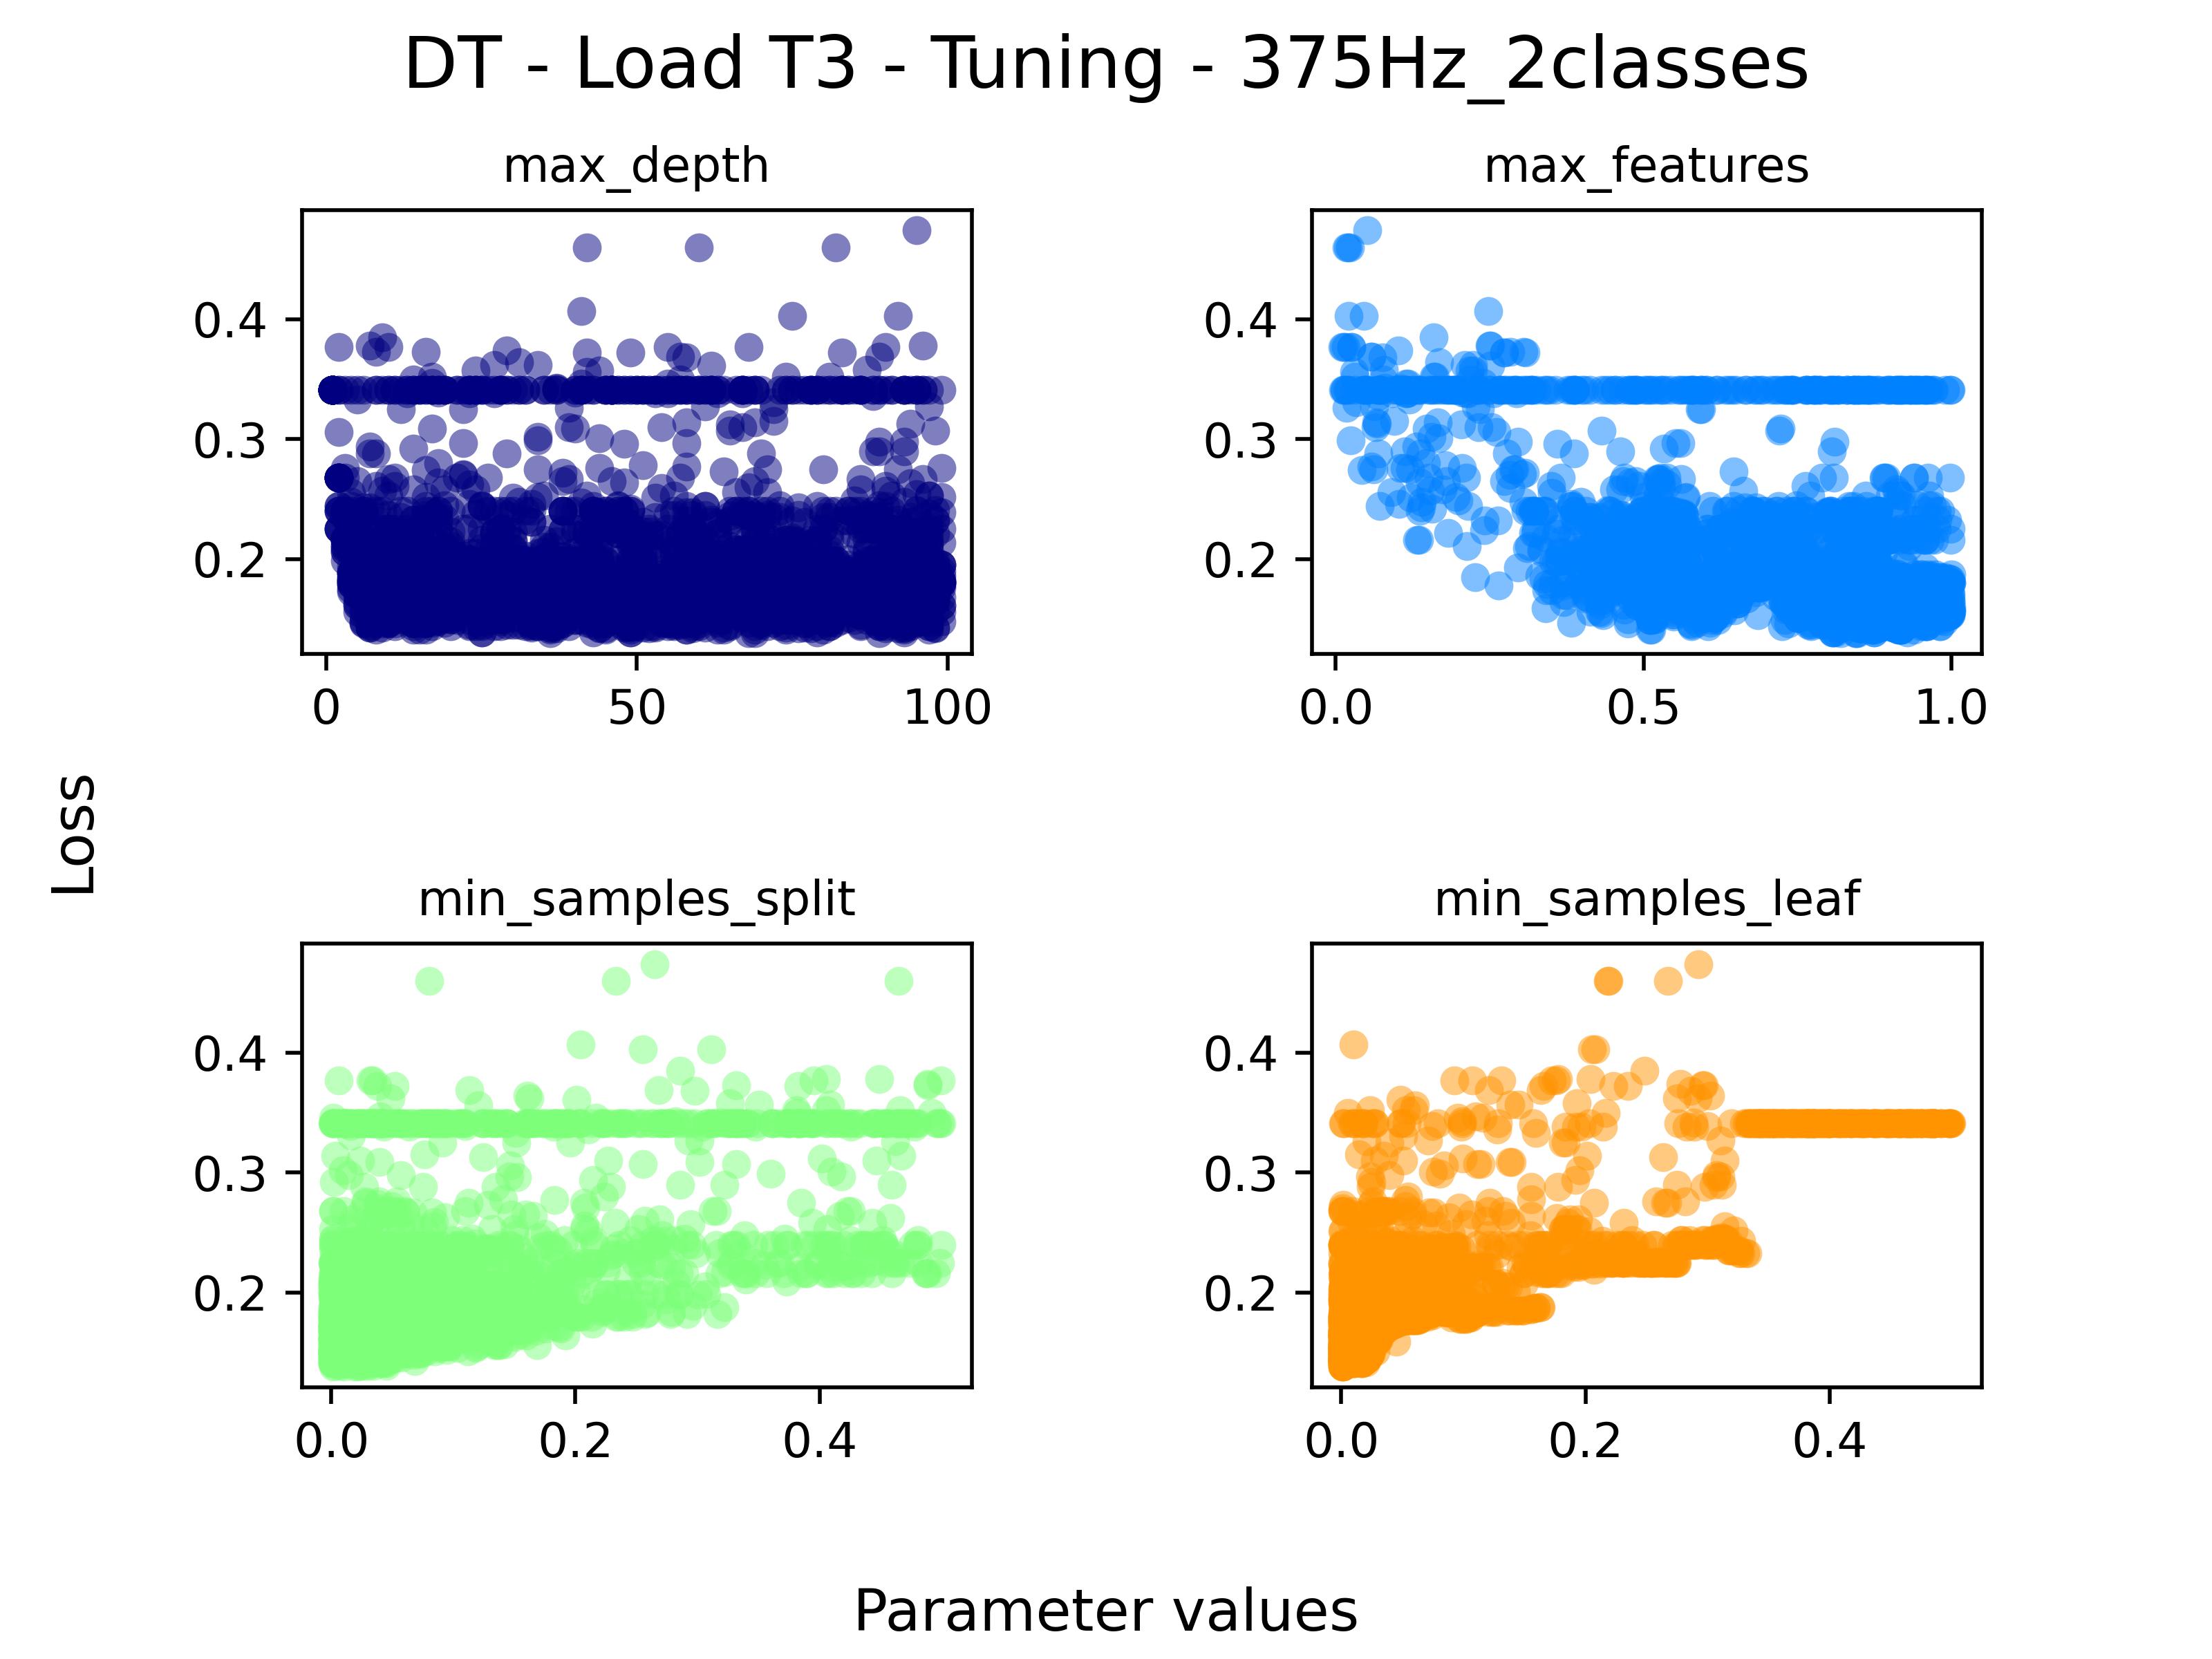 DT - Load T3 - Tuning - 375Hz_2classes
max_depth
max_features
0.4
0.3
0.2
0 50 100
0.4
0.3
0.2
0.0 0.5 1.0
Loss
min_samples_split
min_samples_leaf
0.4
0.3
0.2
0.0 0.2 0.4
0.4
0.3
0.2
0.0 0.2 0.4
Parameter values